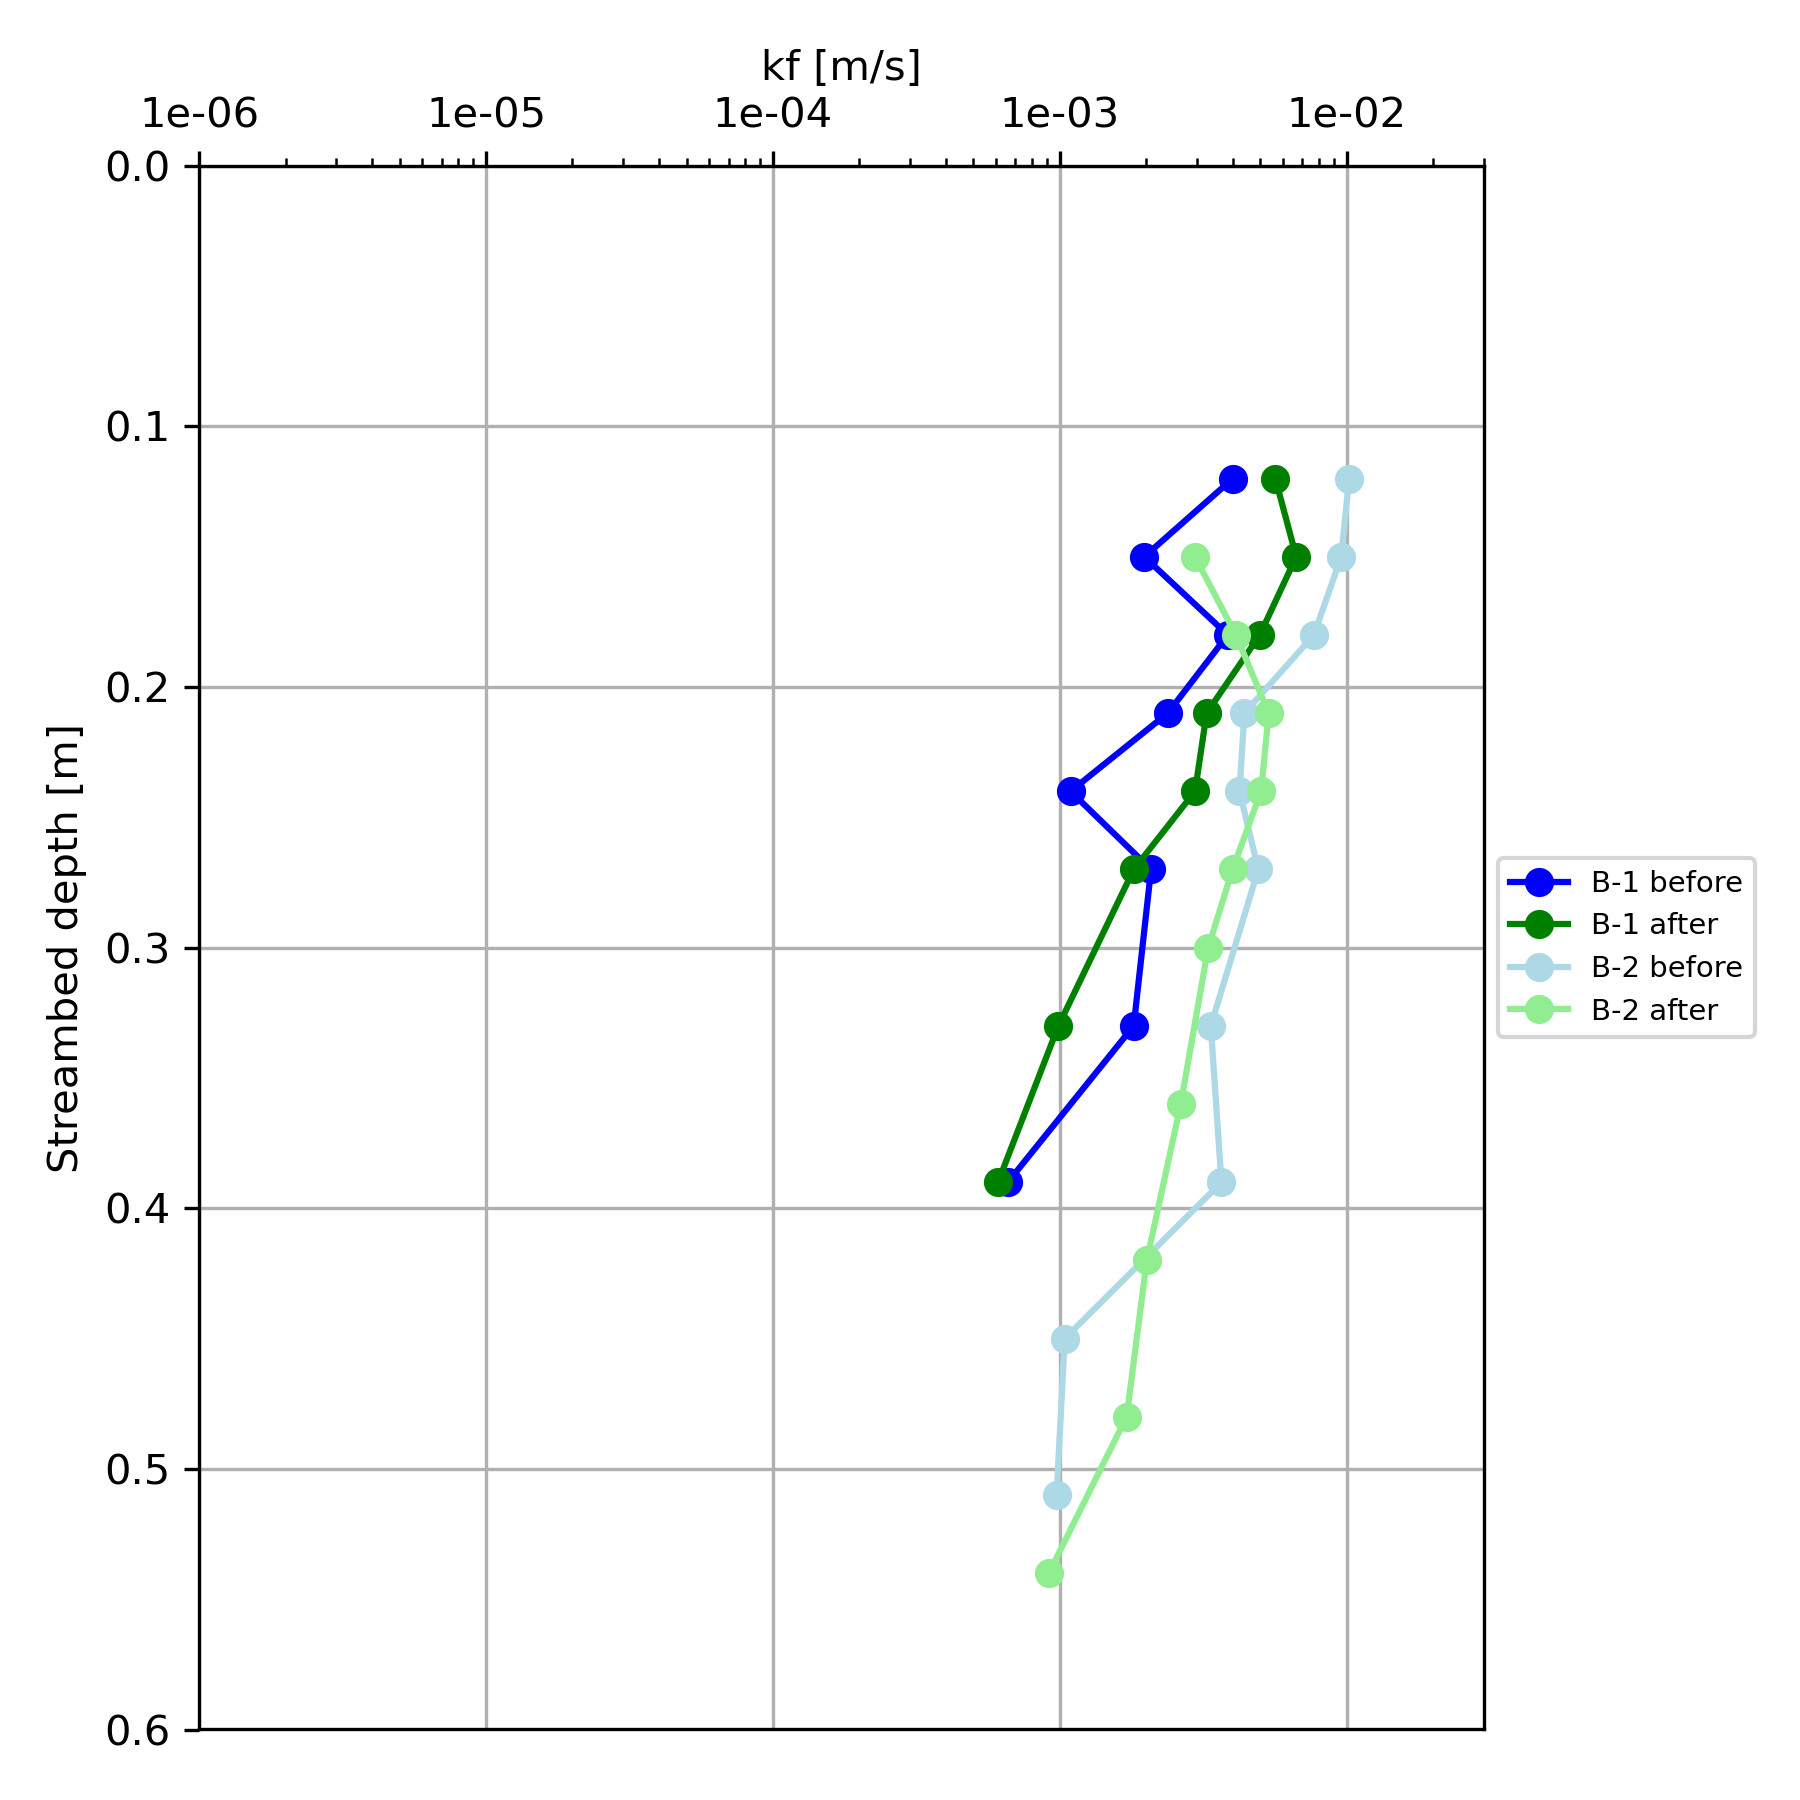 kf [m/s]
1e-06 1e-05 1e-04 1e-03 1e-02
0.0
0.1
0.2
0.3
0.4
0.5
0.6
Streambed depth [m]
B-1 before
B-1 after
B-2 before
B-2 after